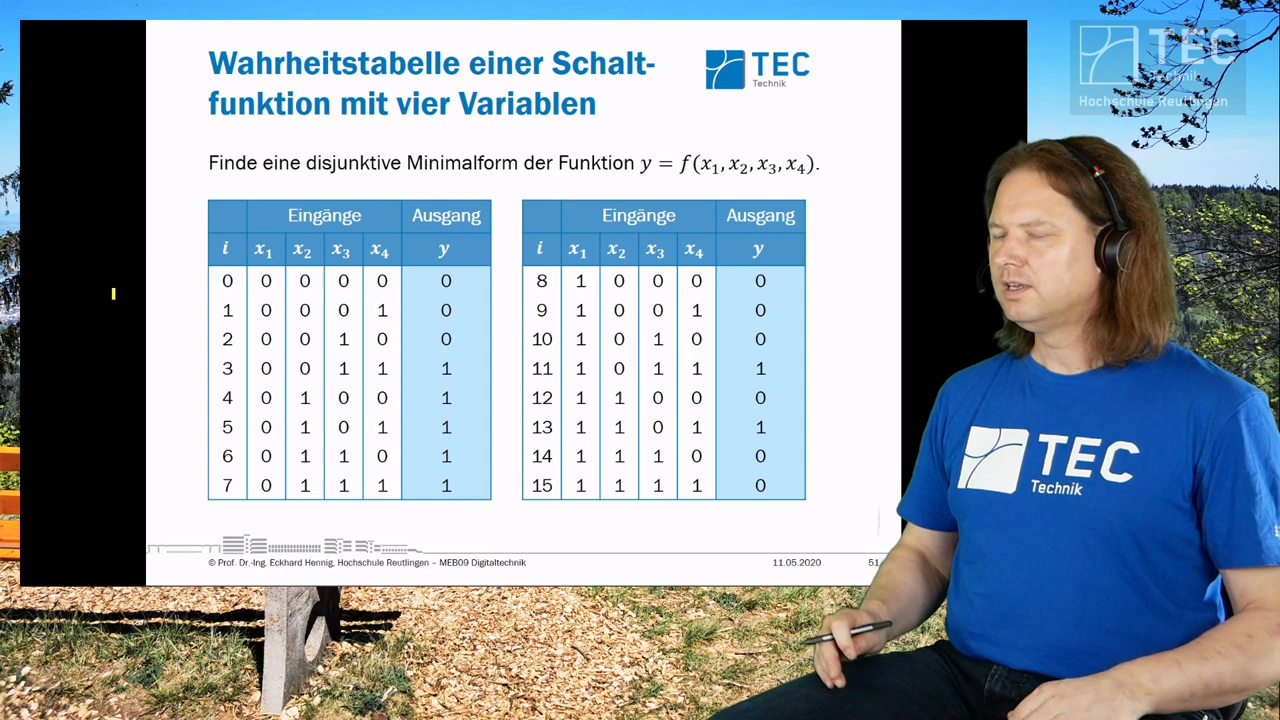 Wahrheitstabelle einer Schalt-
funktion mit vier Variablen
TEC
Technik
Finde eine disjunktive Minimalform der Funktion y = f(x₁, x₂, x₃, x₄).
Eingänge Ausgang
i x₁ x₂ x₃ x₄ y
0 0 0 0 0 0
1 0 0 0 1 0
2 0 0 1 0 0
3 0 0 1 1 1
4 0 1 0 0 1
5 0 1 0 1 1
6 0 1 1 0 1
7 0 1 1 1 1
Eingänge Ausgang
i x₁ x₂ x₃ x₄ y
8 1 0 0 0 0
9 1 0 0 1 0
10 1 0 1 0 0
11 1 0 1 1 1
12 1 1 0 0 0
13 1 1 0 1 1
14 1 1 1 0 0
15 1 1 1 1 0
© Prof. Dr.-Ing. Eckhard Hennig, Hochschule Reutlingen – MEB09 Digitaltechnik
11.05.2020
51
TEC
Technik
Hochschule Reutlingen
TEC
Technik